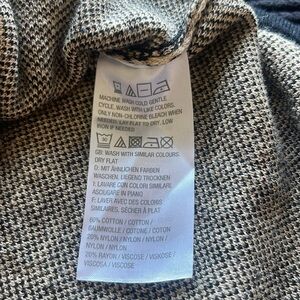 MACHINE WASH COLD, GENTLE
CYCLE. WASH WITH LIKE COLORS.
ONLY NON-CHLORINE BLEACH WHEN
NEEDED. LAY FLAT TO DRY. LOW
IRON IF NEEDED
30
GB: WASH WITH SIMILAR COLOURS.
DRY FLAT
D: MIT ÄHNLICHEN FARBEN
WASCHEN. LIEGEND TROCKNEN
I: LAVARE CON COLORI SIMILARI
ASCIUGARE IN PIANO
F: LAVER AVEC DES COLORIS
SIMILAIRES. SÉCHER À PLAT
60% COTTON / COTTON /
BAUMWOLLE / COTONE / COTON
20% NYLON / NYLON / NYLON /
NYLON / NYLON
20% RAYON / VISCOSE / VISKOSE /
VISCOSA / VISCOSE